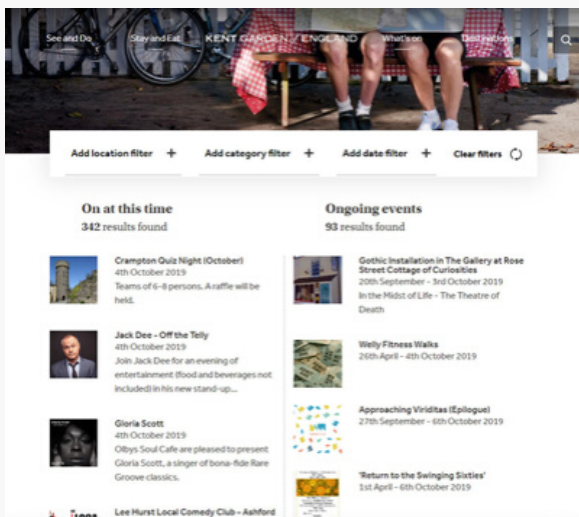 See and Do
Stay and Eat
KENT GARDEN OF ENGLAND
What's on
Destinations
Add location filter +
Add category filter +
Add date filter +
Clear filters
On at this time
342 results found
Crampton Quiz Night (October)
4th October 2019
Teams of 6-8 persons. A raffle will be
held.
Jack Dee - Off the Telly
4th October 2019
Join Jack Dee for an evening of
entertainment (food and beverages not
included) in his new stand-up...
Gloria Scott
4th October 2019
Olbys Soul Cafe are pleased to present
Gloria Scott, a singer of bona-fide Rare
Groove classics.
Lee Hurst Local Comedy Club - Ashford
Ongoing events
93 results found
Gothic Installation in The Gallery at Rose
Street Cottage of Curiosities
20th September - 3rd October 2019
In the Midst of Life - The Theatre of
Death
Welly Fitness Walks
26th April - 4th October 2019
Approaching Viriditas (Epilogue)
27th September - 6th October 2019
'Return to the Swinging Sixties'
1st April - 6th October 2019